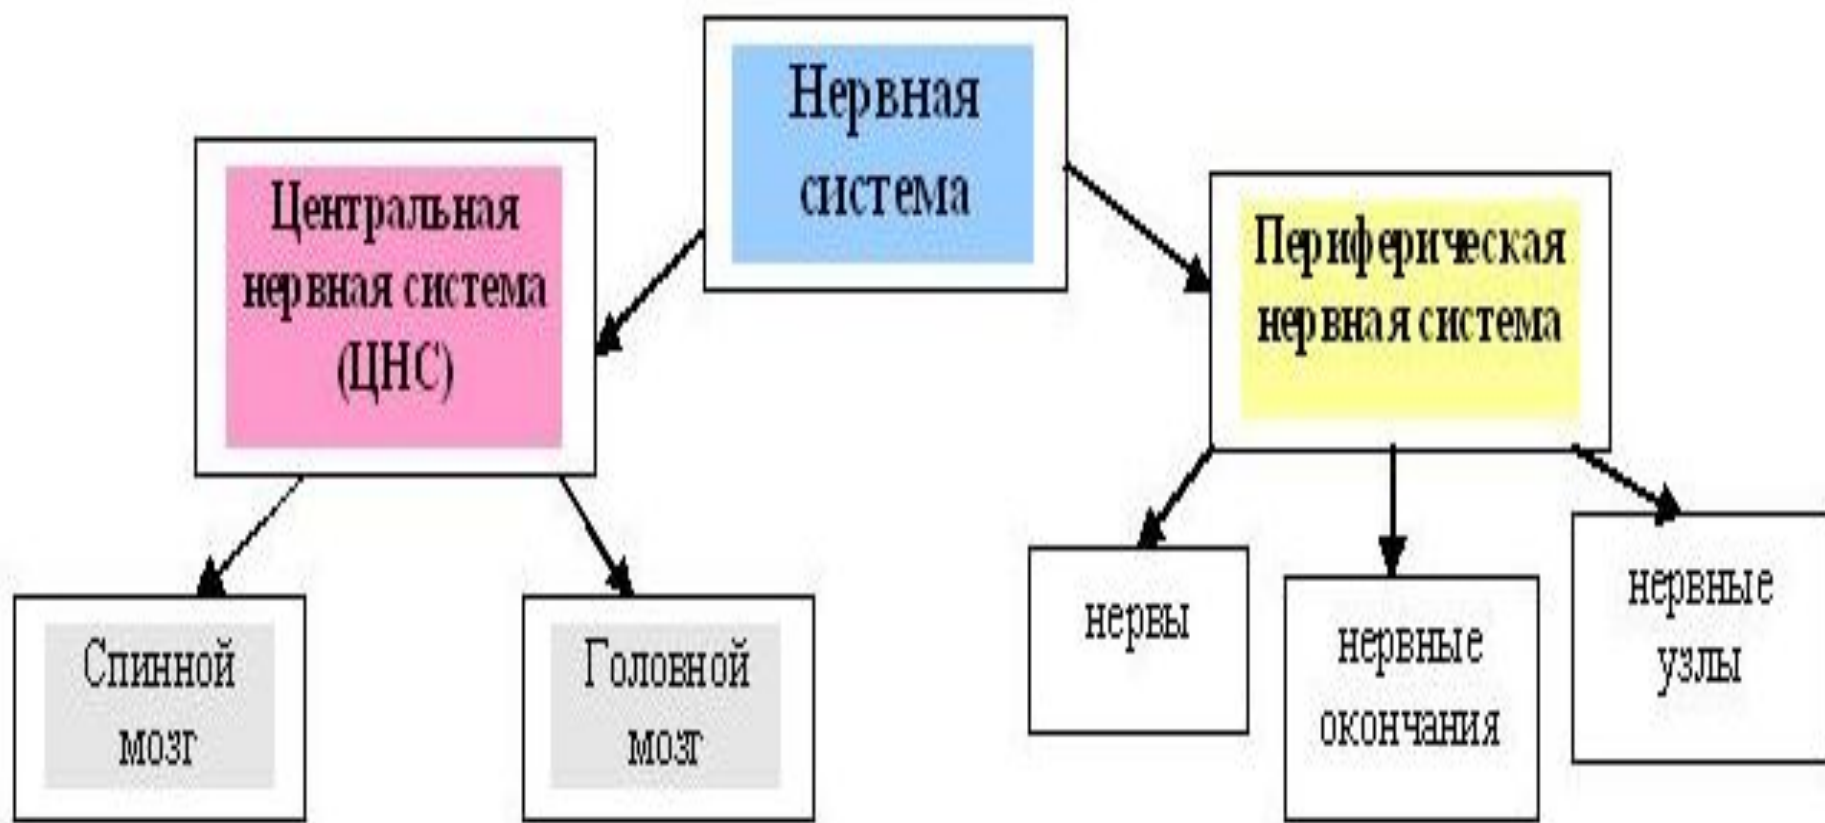 Нервная
система
Центральная
нервная система
(ЦНС)
Периферическая
нервная система
Спинной
мозг
Головной
мозг
нервы
нервные
окончания
нервные
узлы